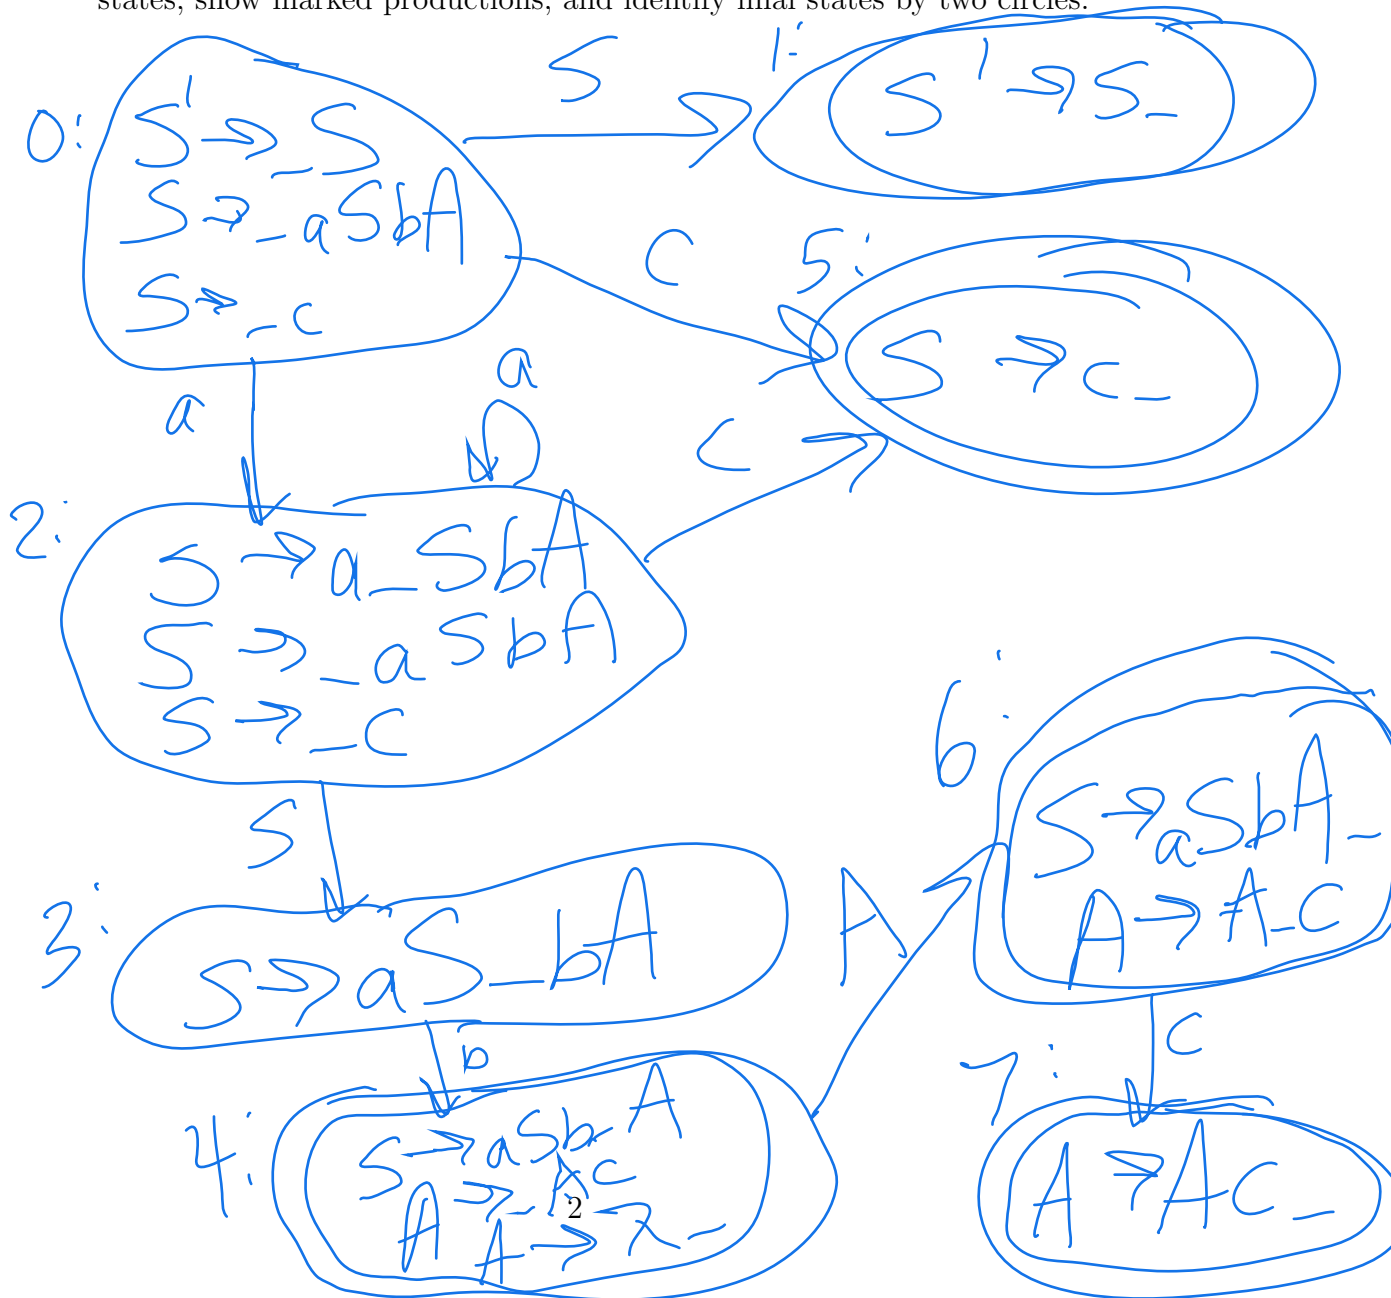 states, show marked productions, and identify final states by two circles.
0:
S' → _S
S → _aSbA
S → _c
S
1:
S' → S_
c
5:
S → c_
a
a
c
2:
S → a_SbA
S → _aSbA
S → _c
S
3:
S → aS_bA
b
A
6:
S → aSbA_
A → A_c
c
4:
S → aSb_A
A → _Ac
A → λ_
7:
A → Ac_
2